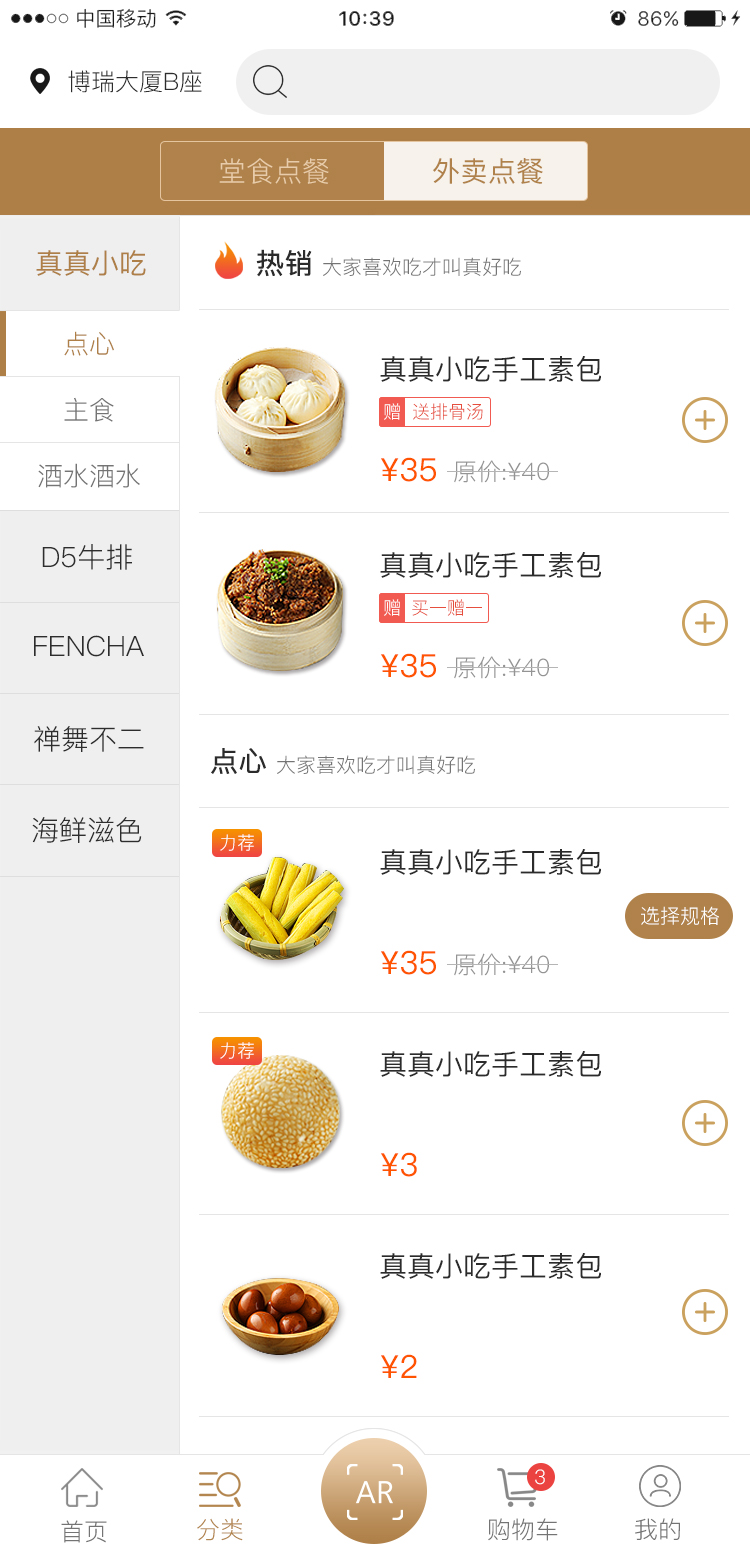 中国移动
10:39
86%
博瑞大厦B座
堂食点餐
外卖点餐
真真小吃
点心
主食
酒水酒水
D5牛排
FENCHA
禅舞不二
海鲜滋色
热销 大家喜欢吃才叫真好吃
真真小吃手工素包
赠 送排骨汤
¥35 原价:¥40
真真小吃手工素包
赠 买一赠一
¥35 原价:¥40
点心 大家喜欢吃才叫真好吃
力荐
真真小吃手工素包
选择规格
¥35 原价:¥40
力荐
真真小吃手工素包
¥3
真真小吃手工素包
¥2
首页
分类
AR
3
购物车
我的